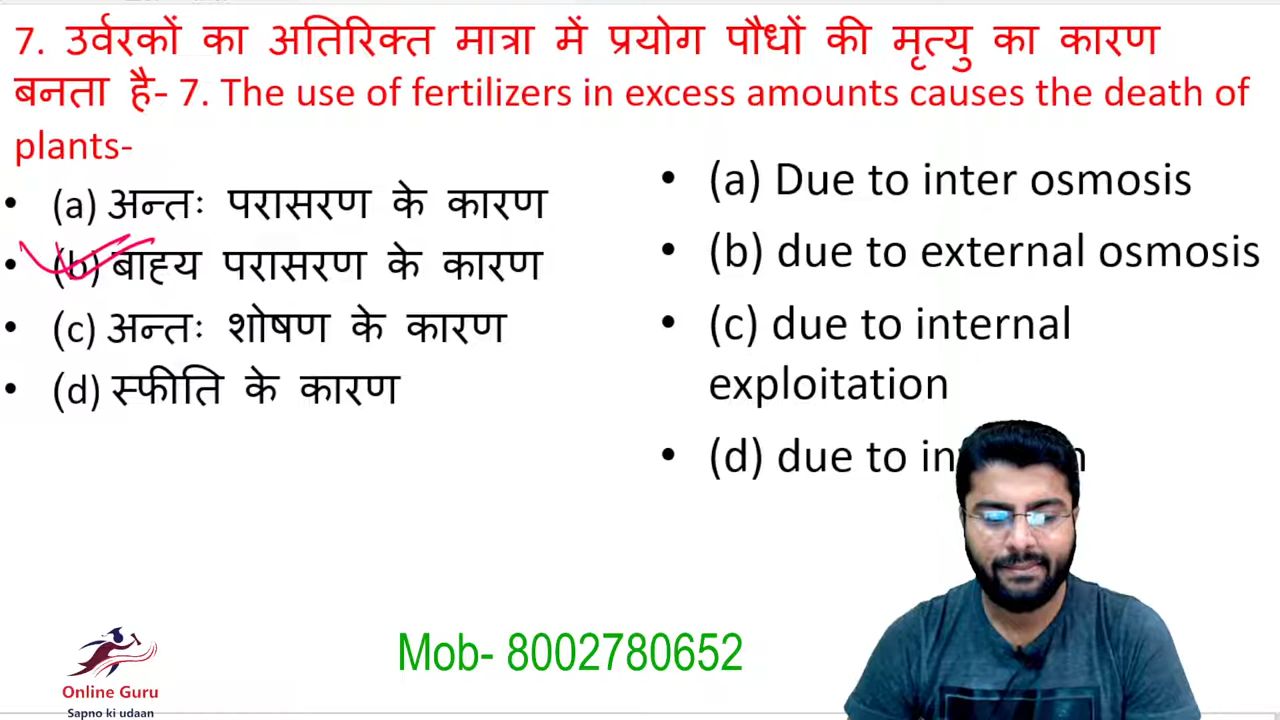 7. उर्वरकों का अतिरिक्त मात्रा में प्रयोग पौधों की मृत्यु का कारण
बनता है- 7. The use of fertilizers in excess amounts causes the death of
plants-
• (a) अन्तः परासरण के कारण
• (b) बाह्य परासरण के कारण
• (c) अन्तः शोषण के कारण
• (d) स्फीति के कारण
• (a) Due to inter osmosis
• (b) due to external osmosis
• (c) due to internal
exploitation
• (d) due to
Mob- 8002780652
Online Guru
Sapno ki udaan